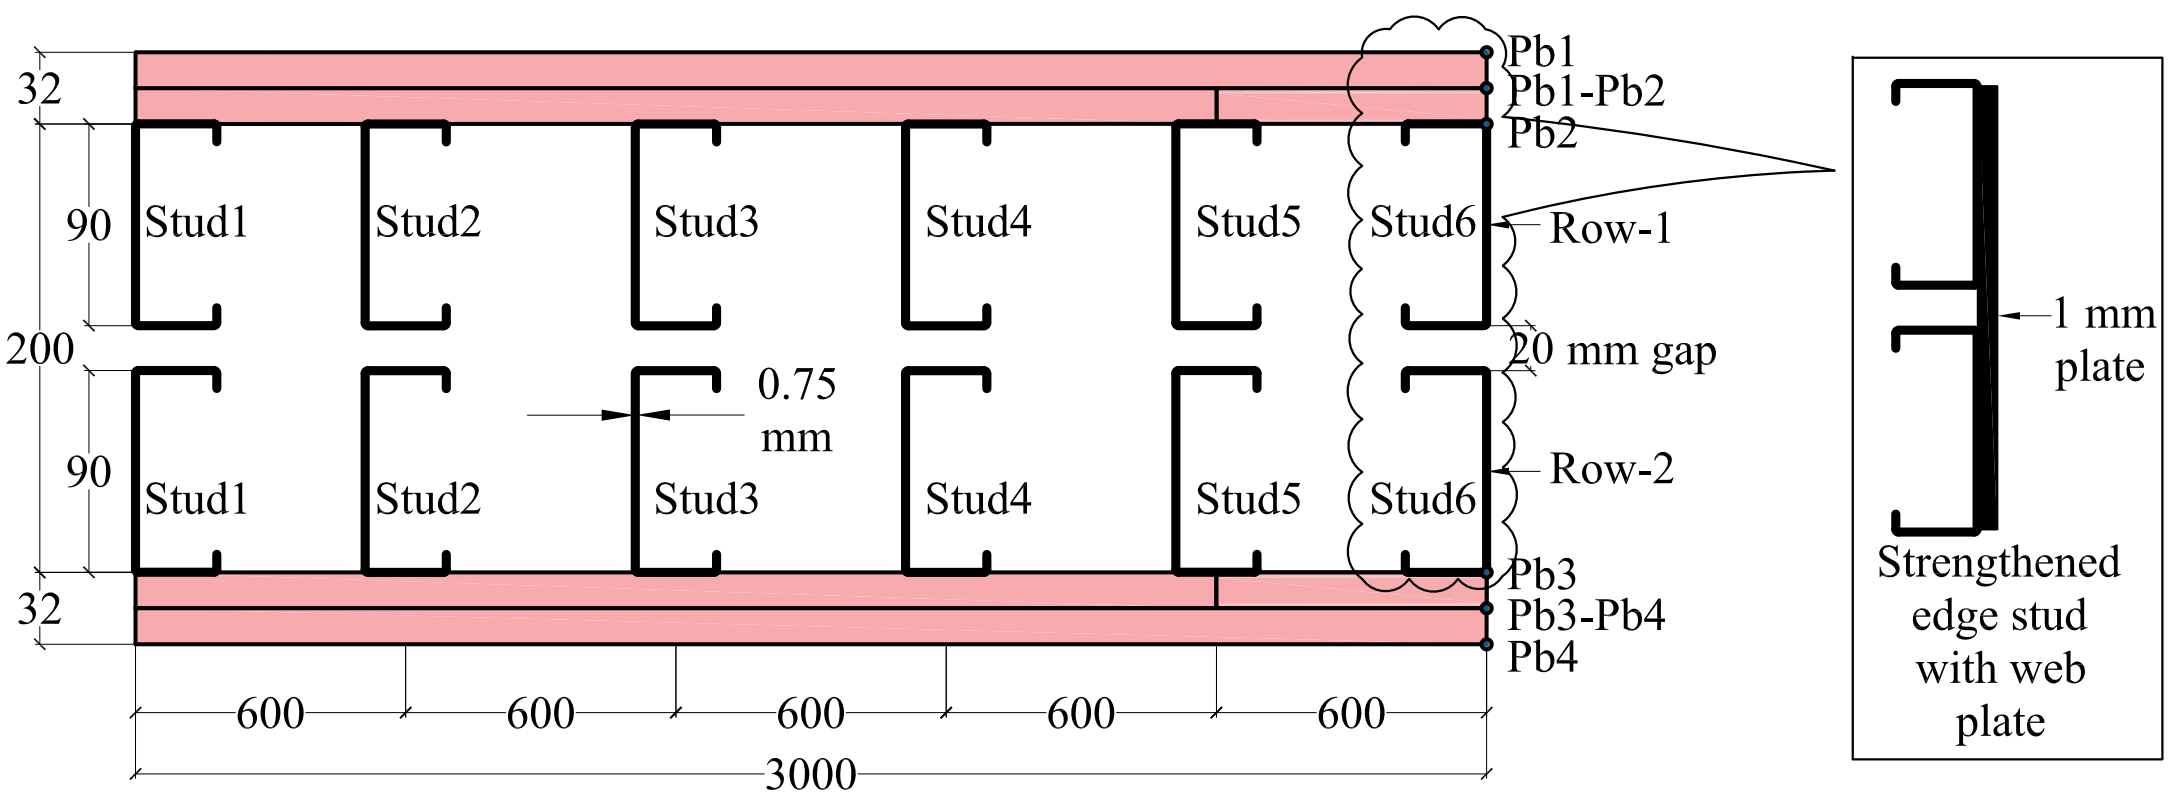 Pb1
32
Pb1-Pb2
Pb2
90
Stud1
Stud2
Stud3
Stud4
Stud5
Stud6
Row-1
200
20 mm gap
1 mm
plate
0.75
mm
90
Stud1
Stud2
Stud3
Stud4
Stud5
Stud6
Row-2
32
Pb3
Pb3-Pb4
Pb4
Strengthened
edge stud
with web
plate
600
600
600
600
600
3000